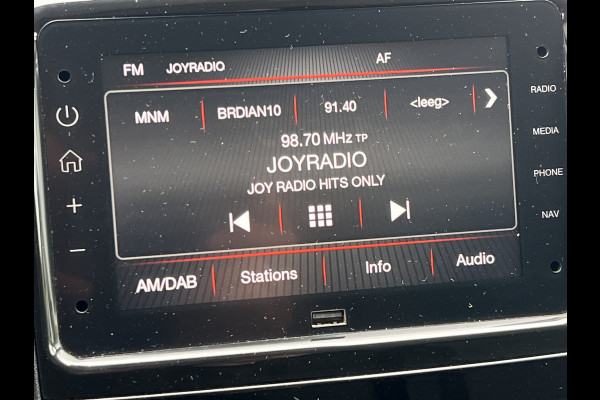 FM JOYRADIO AF
MNM BRDIAN10 91.40 <leeg>
98.70 MHz TP
JOYRADIO
JOY RADIO HITS ONLY
AM/DAB Stations Info Audio
RADIO
MEDIA
PHONE
NAV